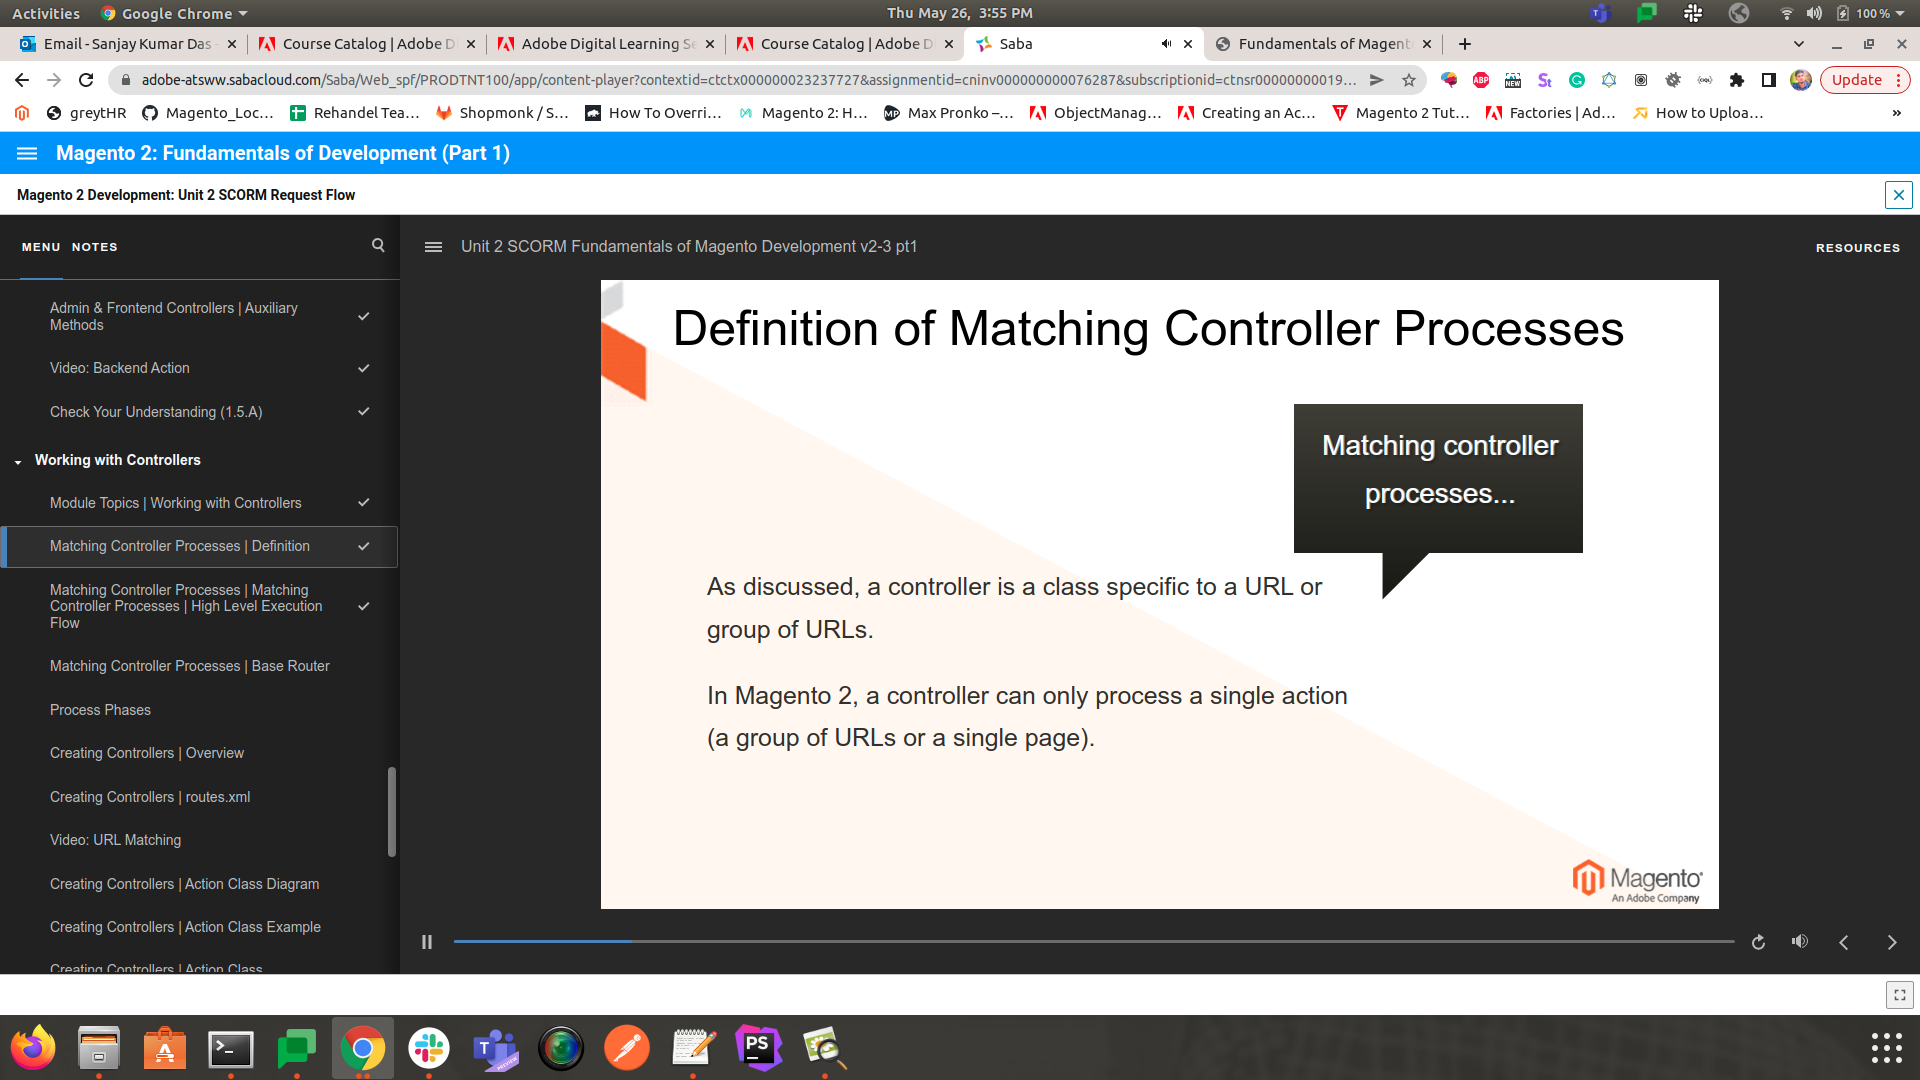 Activities
Google Chrome
Thu May 26, 3:55 PM
100 %
Email - Sanjay Kumar Das
Course Catalog | Adobe D
Adobe Digital Learning Se
Course Catalog | Adobe D
Saba
Fundamentals of Magent
adobe-atsww.sabacloud.com/Saba/Web_spf/PRODTNT100/app/content-player?contextid=ctctx000000023237727&assignmentid=cninv000000000076287&subscriptionid=ctnsr00000000019...
ABP
NEW
Update
greytHR
Magento_Loc...
Rehandel Tea...
Shopmonk / S...
How To Overri...
Magento 2: H...
Max Pronko –...
ObjectManag...
Creating an Ac...
Magento 2 Tut...
Factories | Ad...
How to Uploa...
Magento 2: Fundamentals of Development (Part 1)
Magento 2 Development: Unit 2 SCORM Request Flow
MENU
NOTES
Unit 2 SCORM Fundamentals of Magento Development v2-3 pt1
RESOURCES
Admin & Frontend Controllers | Auxiliary
Methods
Video: Backend Action
Check Your Understanding (1.5.A)
Working with Controllers
Module Topics | Working with Controllers
Matching Controller Processes | Definition
Matching Controller Processes | Matching
Controller Processes | High Level Execution
Flow
Matching Controller Processes | Base Router
Process Phases
Creating Controllers | Overview
Creating Controllers | routes.xml
Video: URL Matching
Creating Controllers | Action Class Diagram
Creating Controllers | Action Class Example
Creating Controllers | Action Class
Definition of Matching Controller Processes
Matching controller
processes...
As discussed, a controller is a class specific to a URL or
group of URLs.
In Magento 2, a controller can only process a single action
(a group of URLs or a single page).
Magento
An Adobe Company
PS